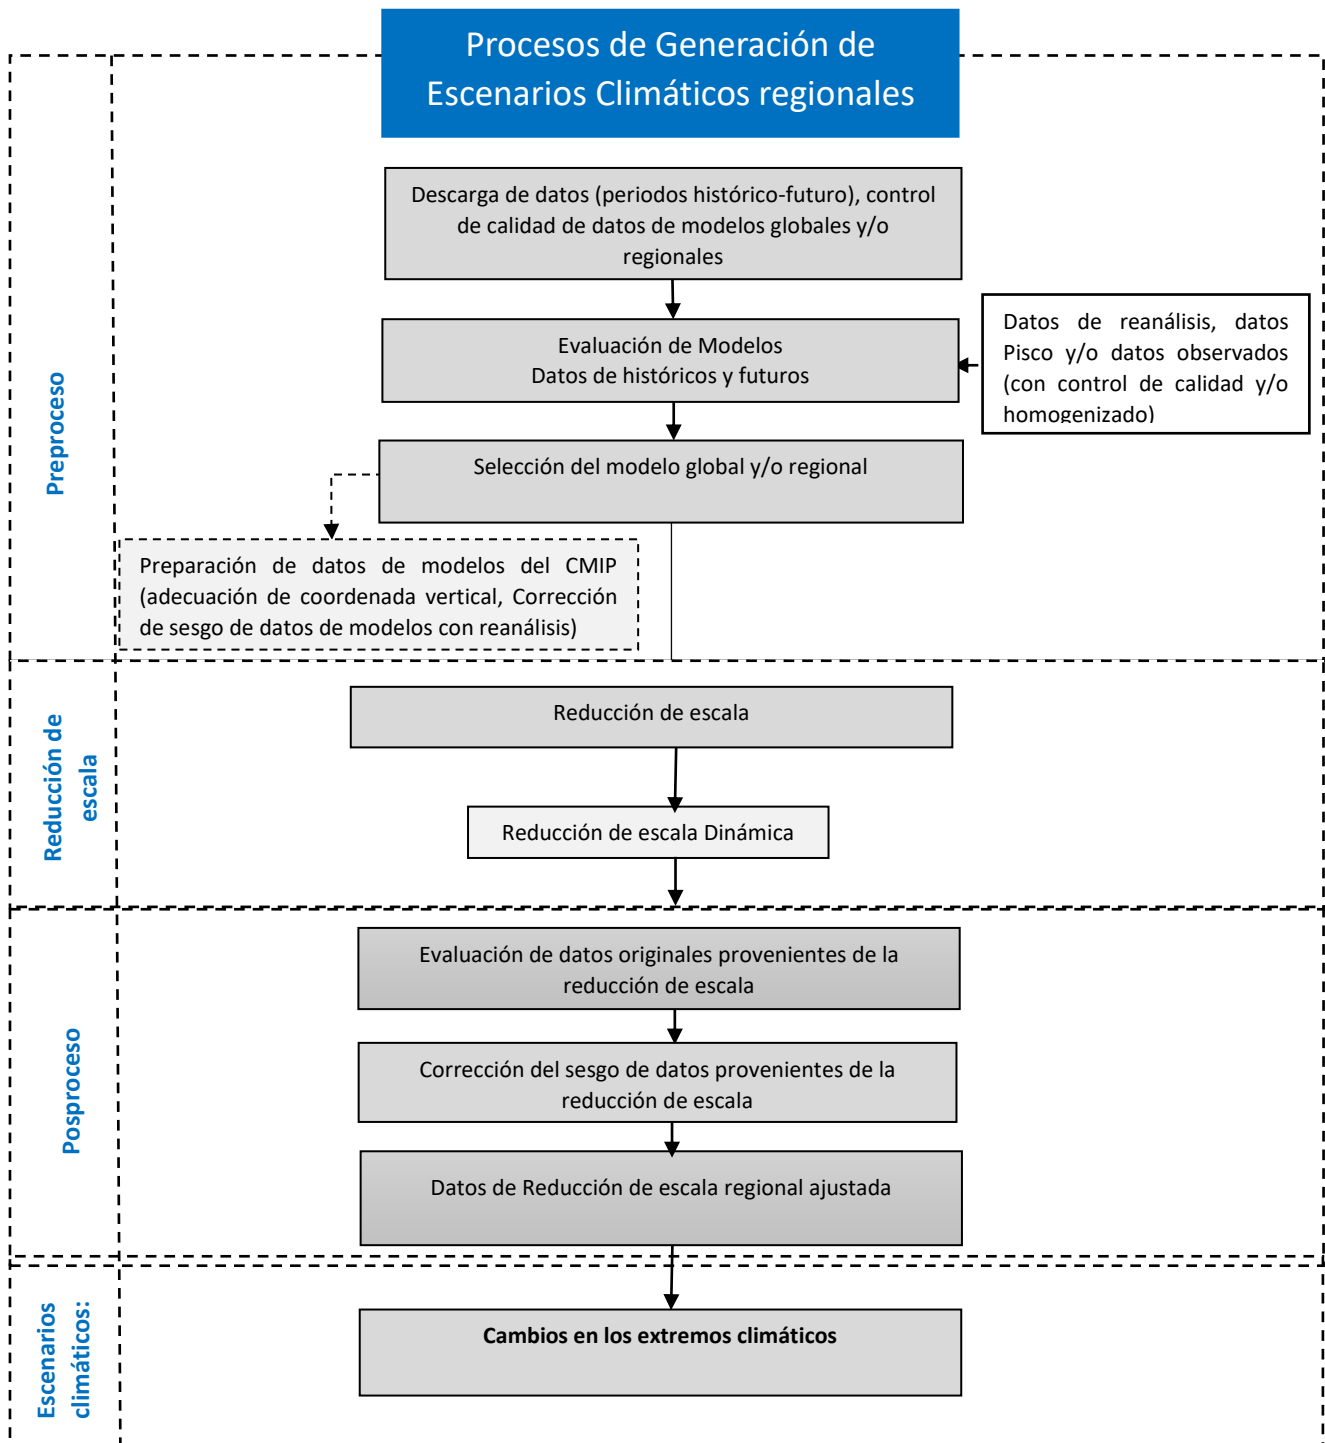 Procesos de Generación de
Escenarios Climáticos regionales
Preproceso
Descarga de datos (periodos histórico-futuro), control
de calidad de datos de modelos globales y/o
regionales
Evaluación de Modelos
Datos de históricos y futuros
Datos de reanálisis, datos
Pisco y/o datos observados
(con control de calidad y/o
homogenizado)
Selección del modelo global y/o regional
Preparación de datos de modelos del CMIP
(adecuación de coordenada vertical, Corrección
de sesgo de datos de modelos con reanálisis)
Reducción de
escala
Reducción de escala
Reducción de escala Dinámica
Posproceso
Evaluación de datos originales provenientes de la
reducción de escala
Corrección del sesgo de datos provenientes de la
reducción de escala
Datos de Reducción de escala regional ajustada
Escenarios
climáticos:
Cambios en los extremos climáticos